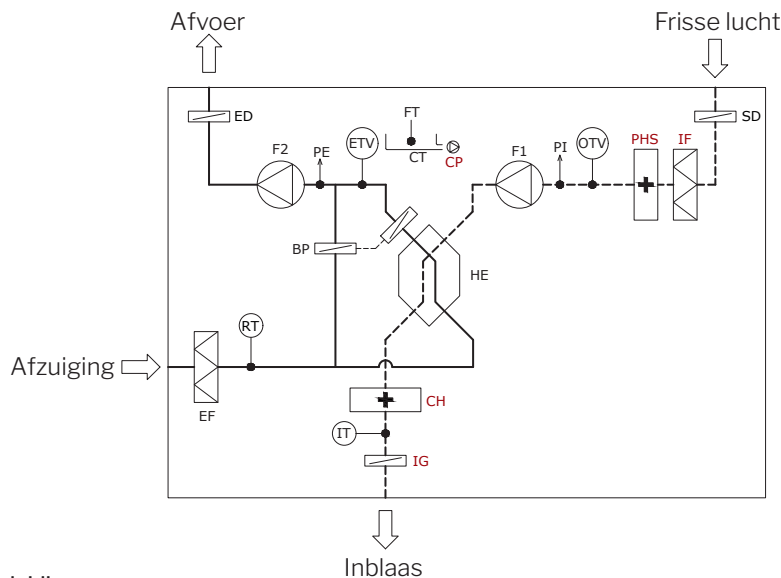 Afvoer
Frisse lucht
ED
FT
SD
F2
PE
ETV
CT
CP
F1
PI
OTV
PHS
IF
BP
HE
RT
Afzuiging
EF
CH
IT
IG
Inblaas